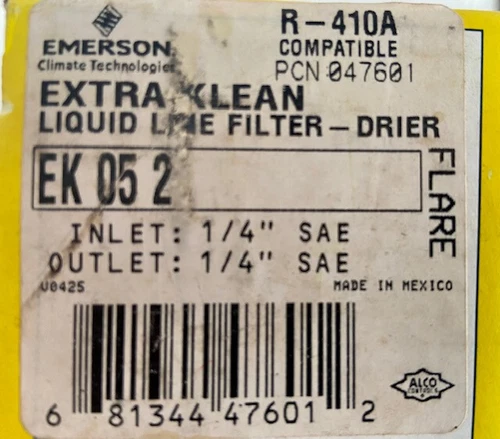 R-410A
EMERSON.
COMPATIBLE
Climate Technologies
PCN 047601
EXTRA KLEAN
LIQUID LINE FILTER-DRIER
EK 05 2
FLARE
INLET: 1/4" SAE
OUTLET: 1/4" SAE
U0425
MADE IN MEXICO
ALCO
CONTROLS
6 81344 47601 2